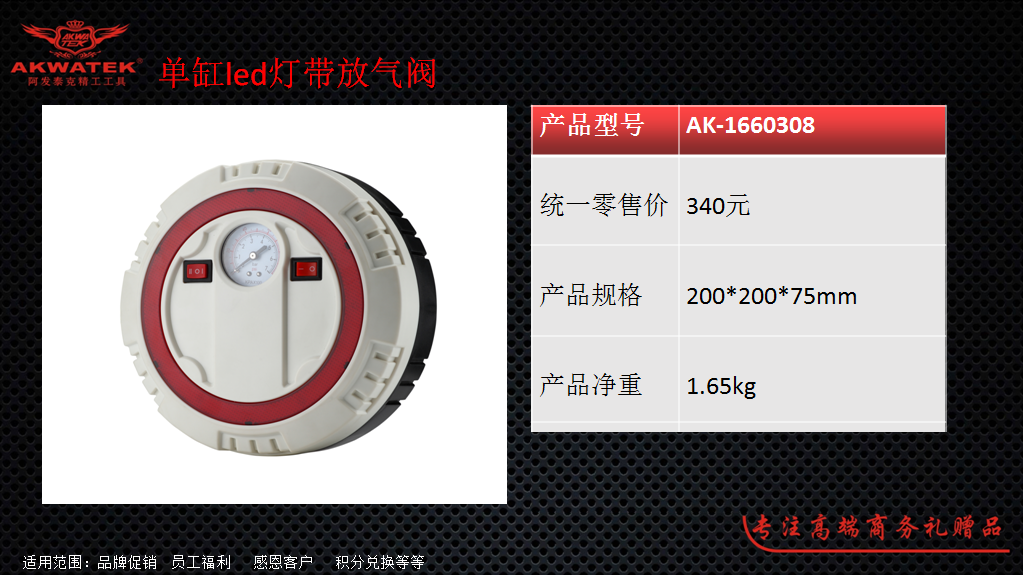 AKWA
TEK
AKWATEK®
阿发泰克精工工具
单缸led灯带放气阀
产品型号 AK-1660308
统一零售价 340元
产品规格 200*200*75mm
产品净重 1.65kg
专注高端商务礼赠品
适用范围：品牌促销 员工福利 感恩客户 积分兑换等等